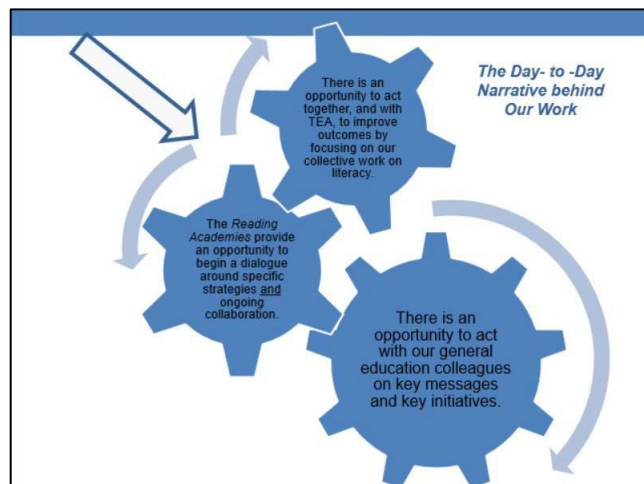 The Day- to -Day
Narrative behind
Our Work
There is an
opportunity to act
together, and with
TEA, to improve
outcomes by
focusing on our
collective work on
literacy.
The Reading
Academies provide
an opportunity to
begin a dialogue
around specific
strategies and
ongoing
collaboration.
There is an
opportunity to act
with our general
education colleagues
on key messages
and key initiatives.